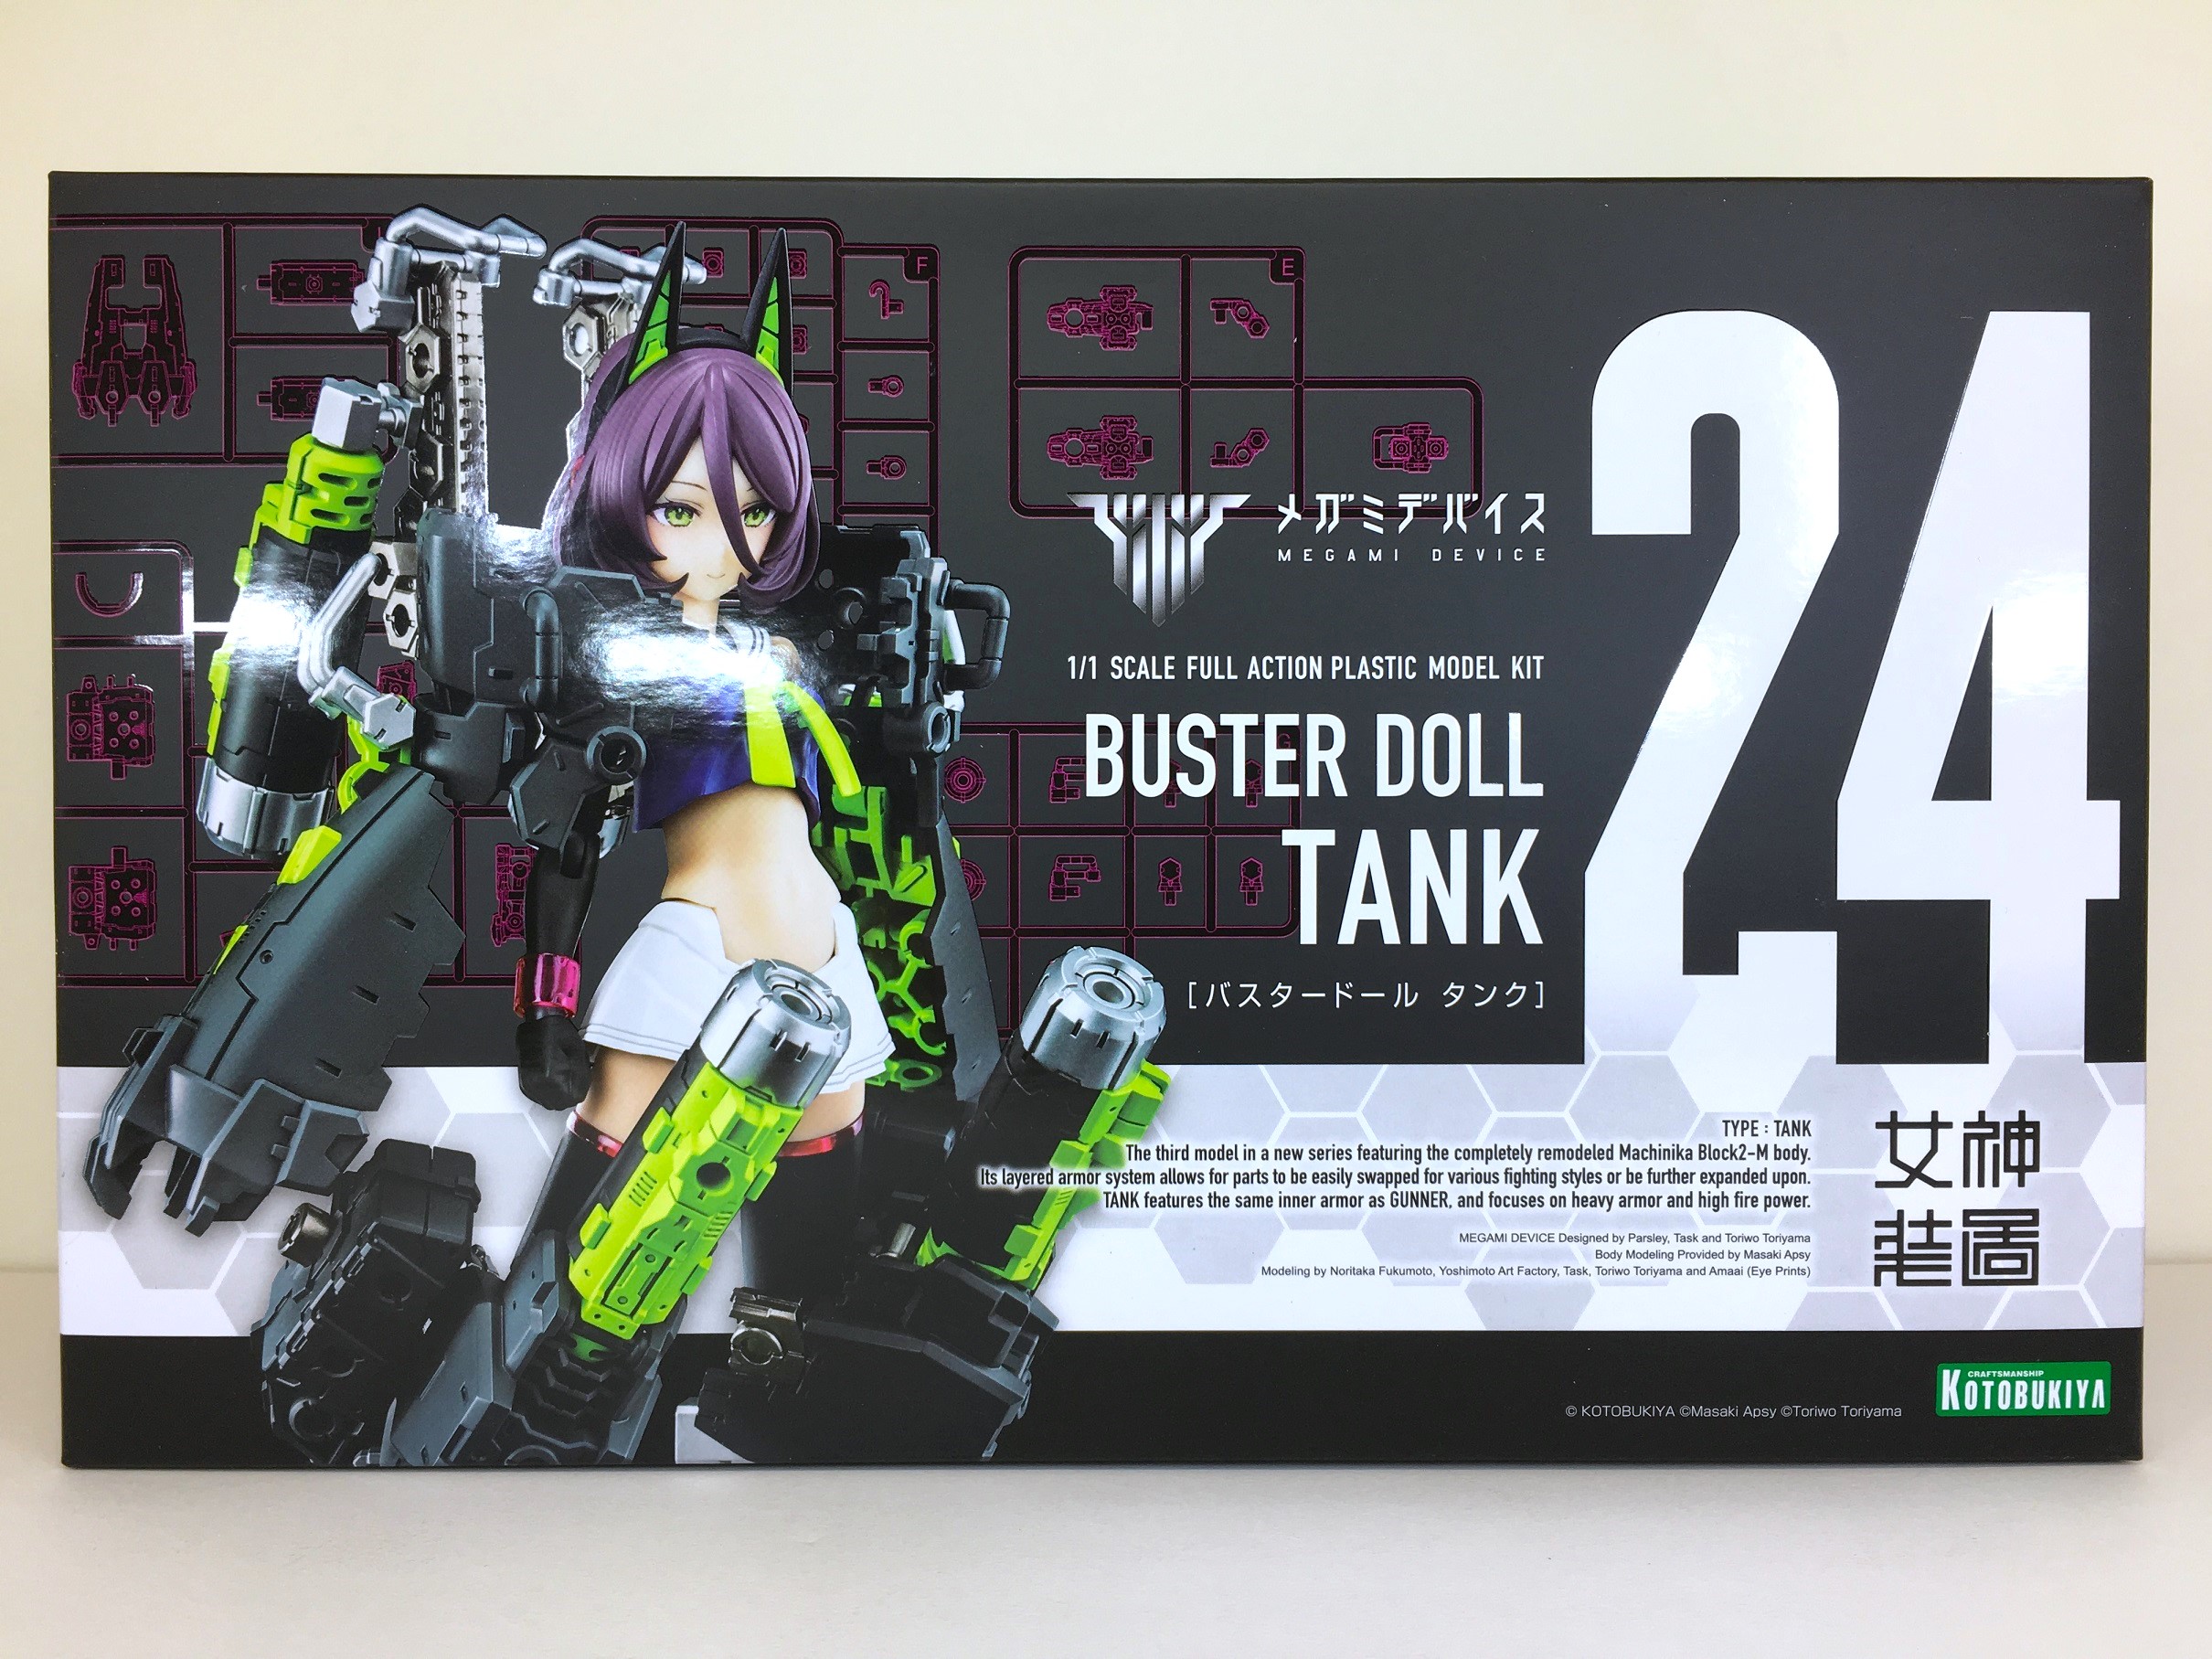 F
E
24
メガミデバイス
MEGAMI DEVICE
1/1 SCALE FULL ACTION PLASTIC MODEL KIT
BUSTER DOLL
TANK
[バスタードール タンク]
TYPE : TANK
The third model in a new series featuring the completely remodeled Machinika Block2-M body.
Its layered armor system allows for parts to be easily swapped for various fighting styles or be further expanded upon.
TANK features the same inner armor as GUNNER, and focuses on heavy armor and high fire power.
MEGAMI DEVICE Designed by Parsley, Task and Toriwo Toriyama
Body Modeling Provided by Masaki Apsy
Modeling by Noritaka Fukumoto, Yoshimoto Art Factory, Task, Toriwo Toriyama and Amaai (Eye Prints)
女神
装
CRAFTSMANSHIP
KOTOBUKIYA
© KOTOBUKIYA ©Masaki Apsy ©Toriwo Toriyama